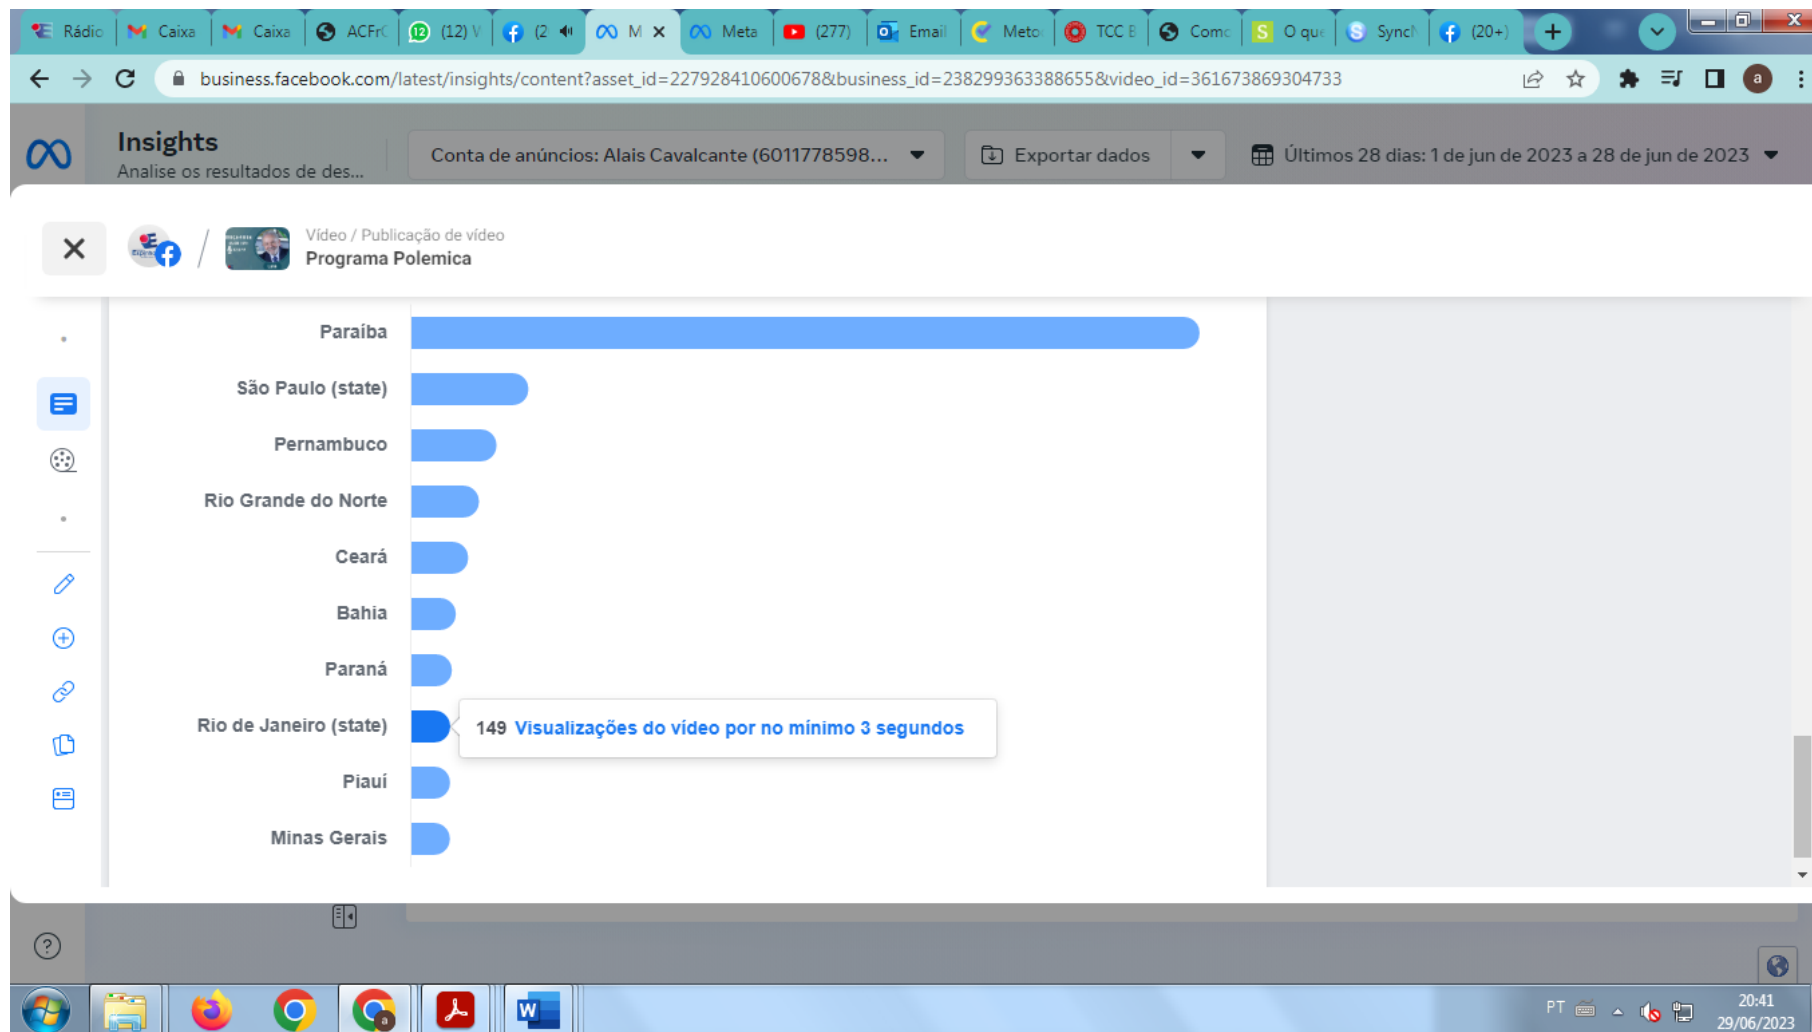 Rádio
Caixa
Caixa
ACFrC
(12) V
(2
M
Meta
(277)
Email
Meto
TCC B
Como
O que
Sync
(20+)
business.facebook.com/latest/insights/content?asset_id=227928410600678&business_id=238299363388655&video_id=361673869304733
a
Insights
Analise os resultados de des...
Conta de anúncios: Alais Cavalcante (6011778598...
Exportar dados
Últimos 28 dias: 1 de jun de 2023 a 28 de jun de 2023
Vídeo / Publicação de vídeo
Programa Polemica
Paraíba
São Paulo (state)
Pernambuco
Rio Grande do Norte
Ceará
Bahia
Paraná
Rio de Janeiro (state)
149 Visualizações do vídeo por no mínimo 3 segundos
Piauí
Minas Gerais
PT
20:41
29/06/2023